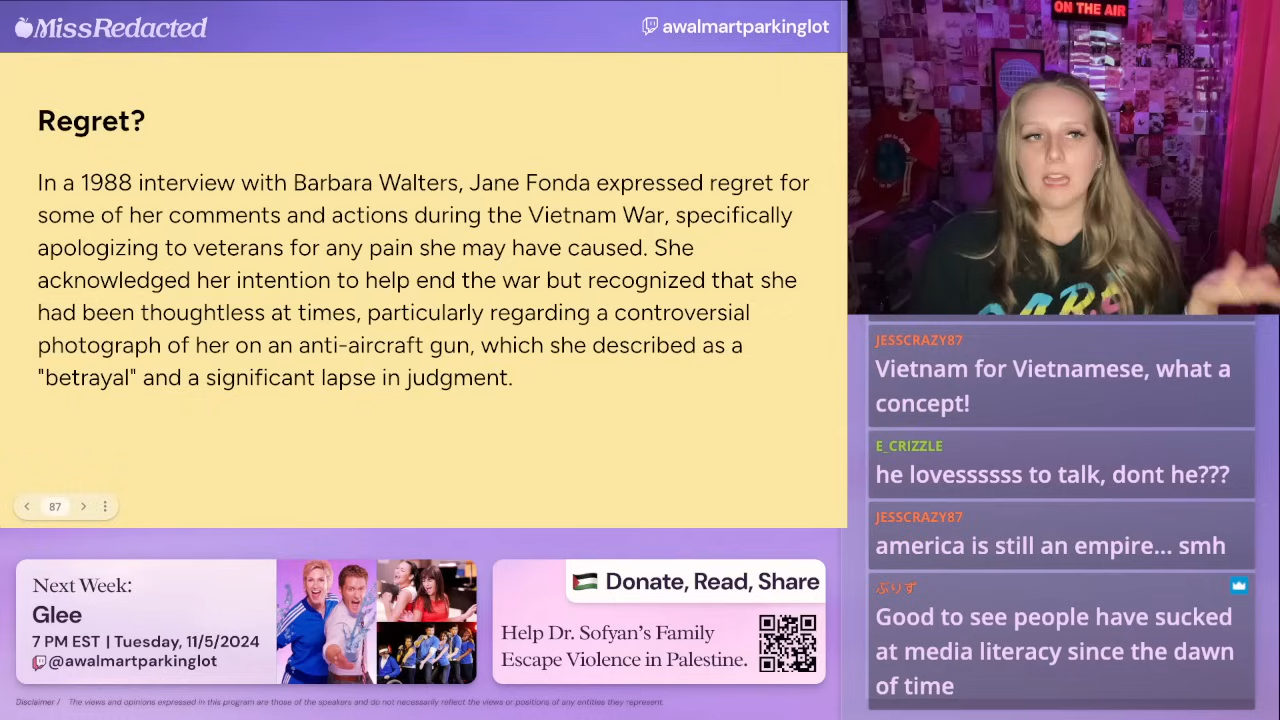 MissRedacted
awalmartparkinglot
ON THE AIR
Regret?
In a 1988 interview with Barbara Walters, Jane Fonda expressed regret for
some of her comments and actions during the Vietnam War, specifically
apologizing to veterans for any pain she may have caused. She
acknowledged her intention to help end the war but recognized that she
had been thoughtless at times, particularly regarding a controversial
photograph of her on an anti-aircraft gun, which she described as a
"betrayal" and a significant lapse in judgment.
87
JESSCRAZY87
Vietnam for Vietnamese, what a
concept!
E_CRIZZLE
he lovessssss to talk, dont he???
JESSCRAZY87
america is still an empire... smh
ぷりず
Good to see people have sucked
at media literacy since the dawn
of time
Next Week:
Glee
7 PM EST | Tuesday, 11/5/2024
@awalmartparkinglot
Donate, Read, Share
Help Dr. Sofyan's Family
Escape Violence in Palestine.
Disclaimer / The views and opinions expressed in this program are those of the speakers and do not necessarily reflect the views or positions of any entities they represent.